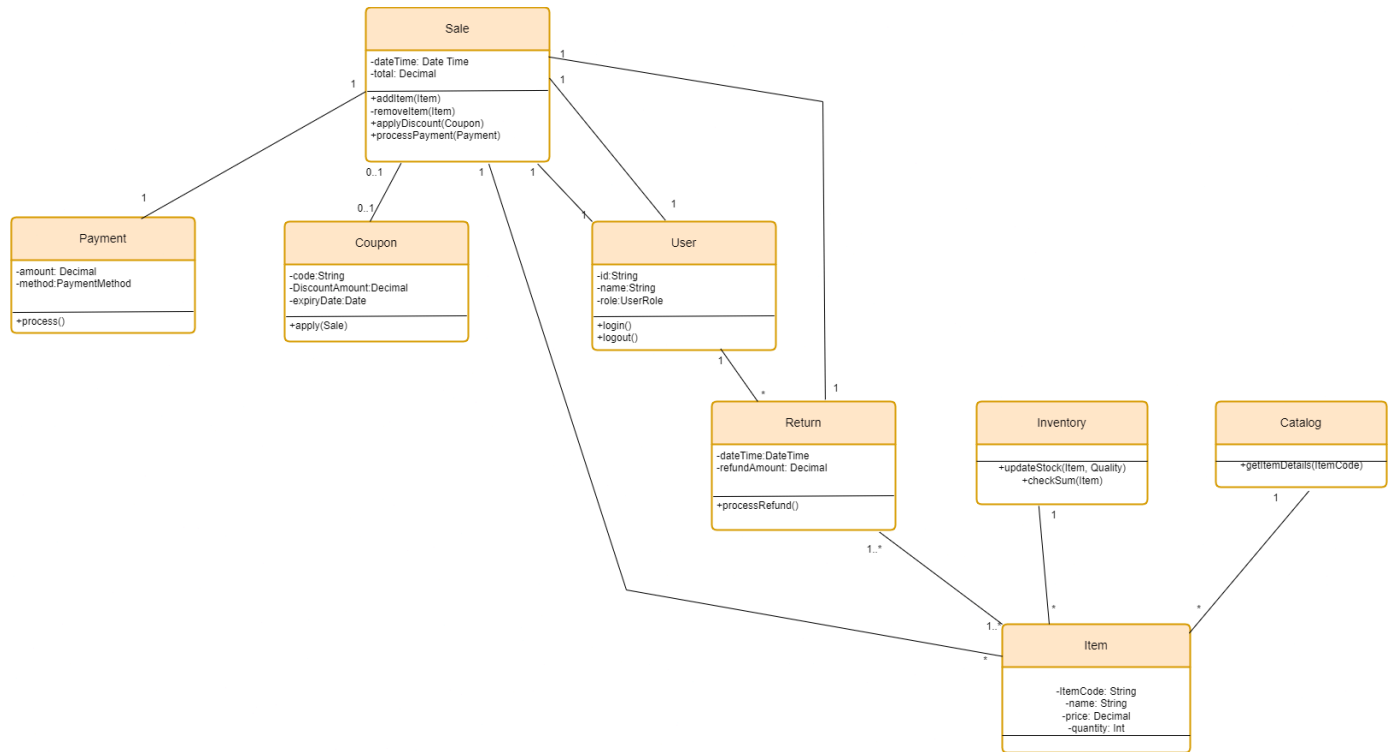 Sale
-dateTime: Date Time
-total: Decimal
+addItem(Item)
-removeItem(Item)
+applyDiscount(Coupon)
+processPayment(Payment)
1
1
1
1
0..1
1
1
0..1
1
1
Payment
-amount: Decimal
-method:PaymentMethod
+process()
Coupon
-code:String
-DiscountAmount:Decimal
-expiryDate:Date
+apply(Sale)
User
-id:String
-name:String
-role:UserRole
+login()
+logout()
1
*
1
Return
-dateTime:DateTime
-refundAmount: Decimal
+processRefund()
Inventory
+updateStock(Item, Quality)
+checkSum(Item)
Catalog
+getItemDetails(ItemCode)
1..*
1
1
1..*
*
*
*
Item
-ItemCode: String
-name: String
-price: Decimal
-quantity: Int